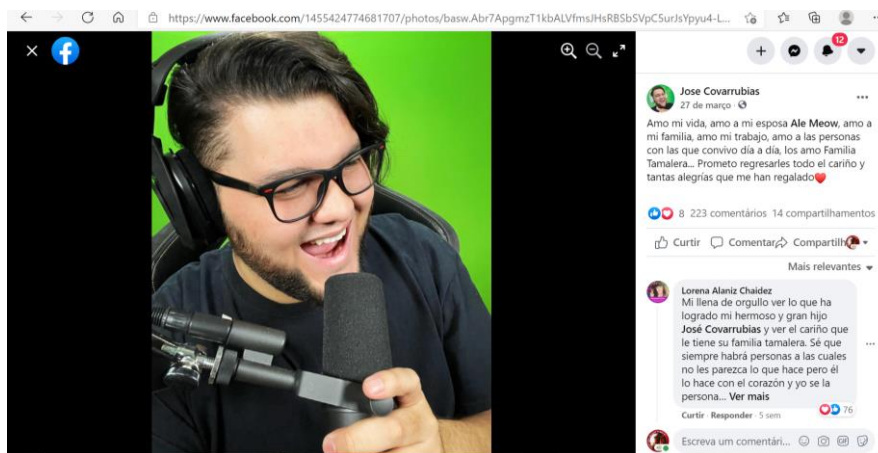 https://www.facebook.com/1455424774681707/photos/basw.Abr7ApgmzT1kbALVfmsJHsRBSbSVpC5urJsYpyu4-L...
12
Jose Covarrubias
27 de março
Amo mi vida, amo a mi esposa Ale Meow, amo a
mi familia, amo mi trabajo, amo a las personas
con las que convivo día a día, los amo Familia
Tamalera... Prometo regresarles todo el cariño y
tantas alegrías que me han regalado❤️
8 223 comentários 14 compartilhamentos
Curtir Comentar Compartilh
Mais relevantes
Lorena Alaniz Chaidez
Mi llena de orgullo ver lo que ha
logrado mi hermoso y gran hijo
José Covarrubias y ver el cariño que
le tiene su familia tamalera. Sé que
siempre habrá personas a las cuales
no les parezca lo que hace pero él
lo hace con el corazón y yo se la
persona... Ver mais
76
Curtir · Responder · 5 sem
Escreva um comentári...
GIF